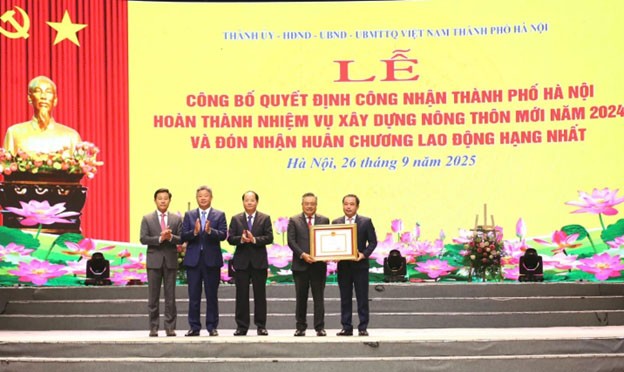 THÀNH ỦY - HĐND - UBND - UBMTTQ VIỆT NAM THÀNH PHỐ HÀ NỘI
LỄ
CÔNG BỐ QUYẾT ĐỊNH CÔNG NHẬN THÀNH PHỐ HÀ NỘI
HOÀN THÀNH NHIỆM VỤ XÂY DỰNG NÔNG THÔN MỚI NĂM 2024
VÀ ĐÓN NHẬN HUÂN CHƯƠNG LAO ĐỘNG HẠNG NHẤT
Hà Nội, 26 tháng 9 năm 2025